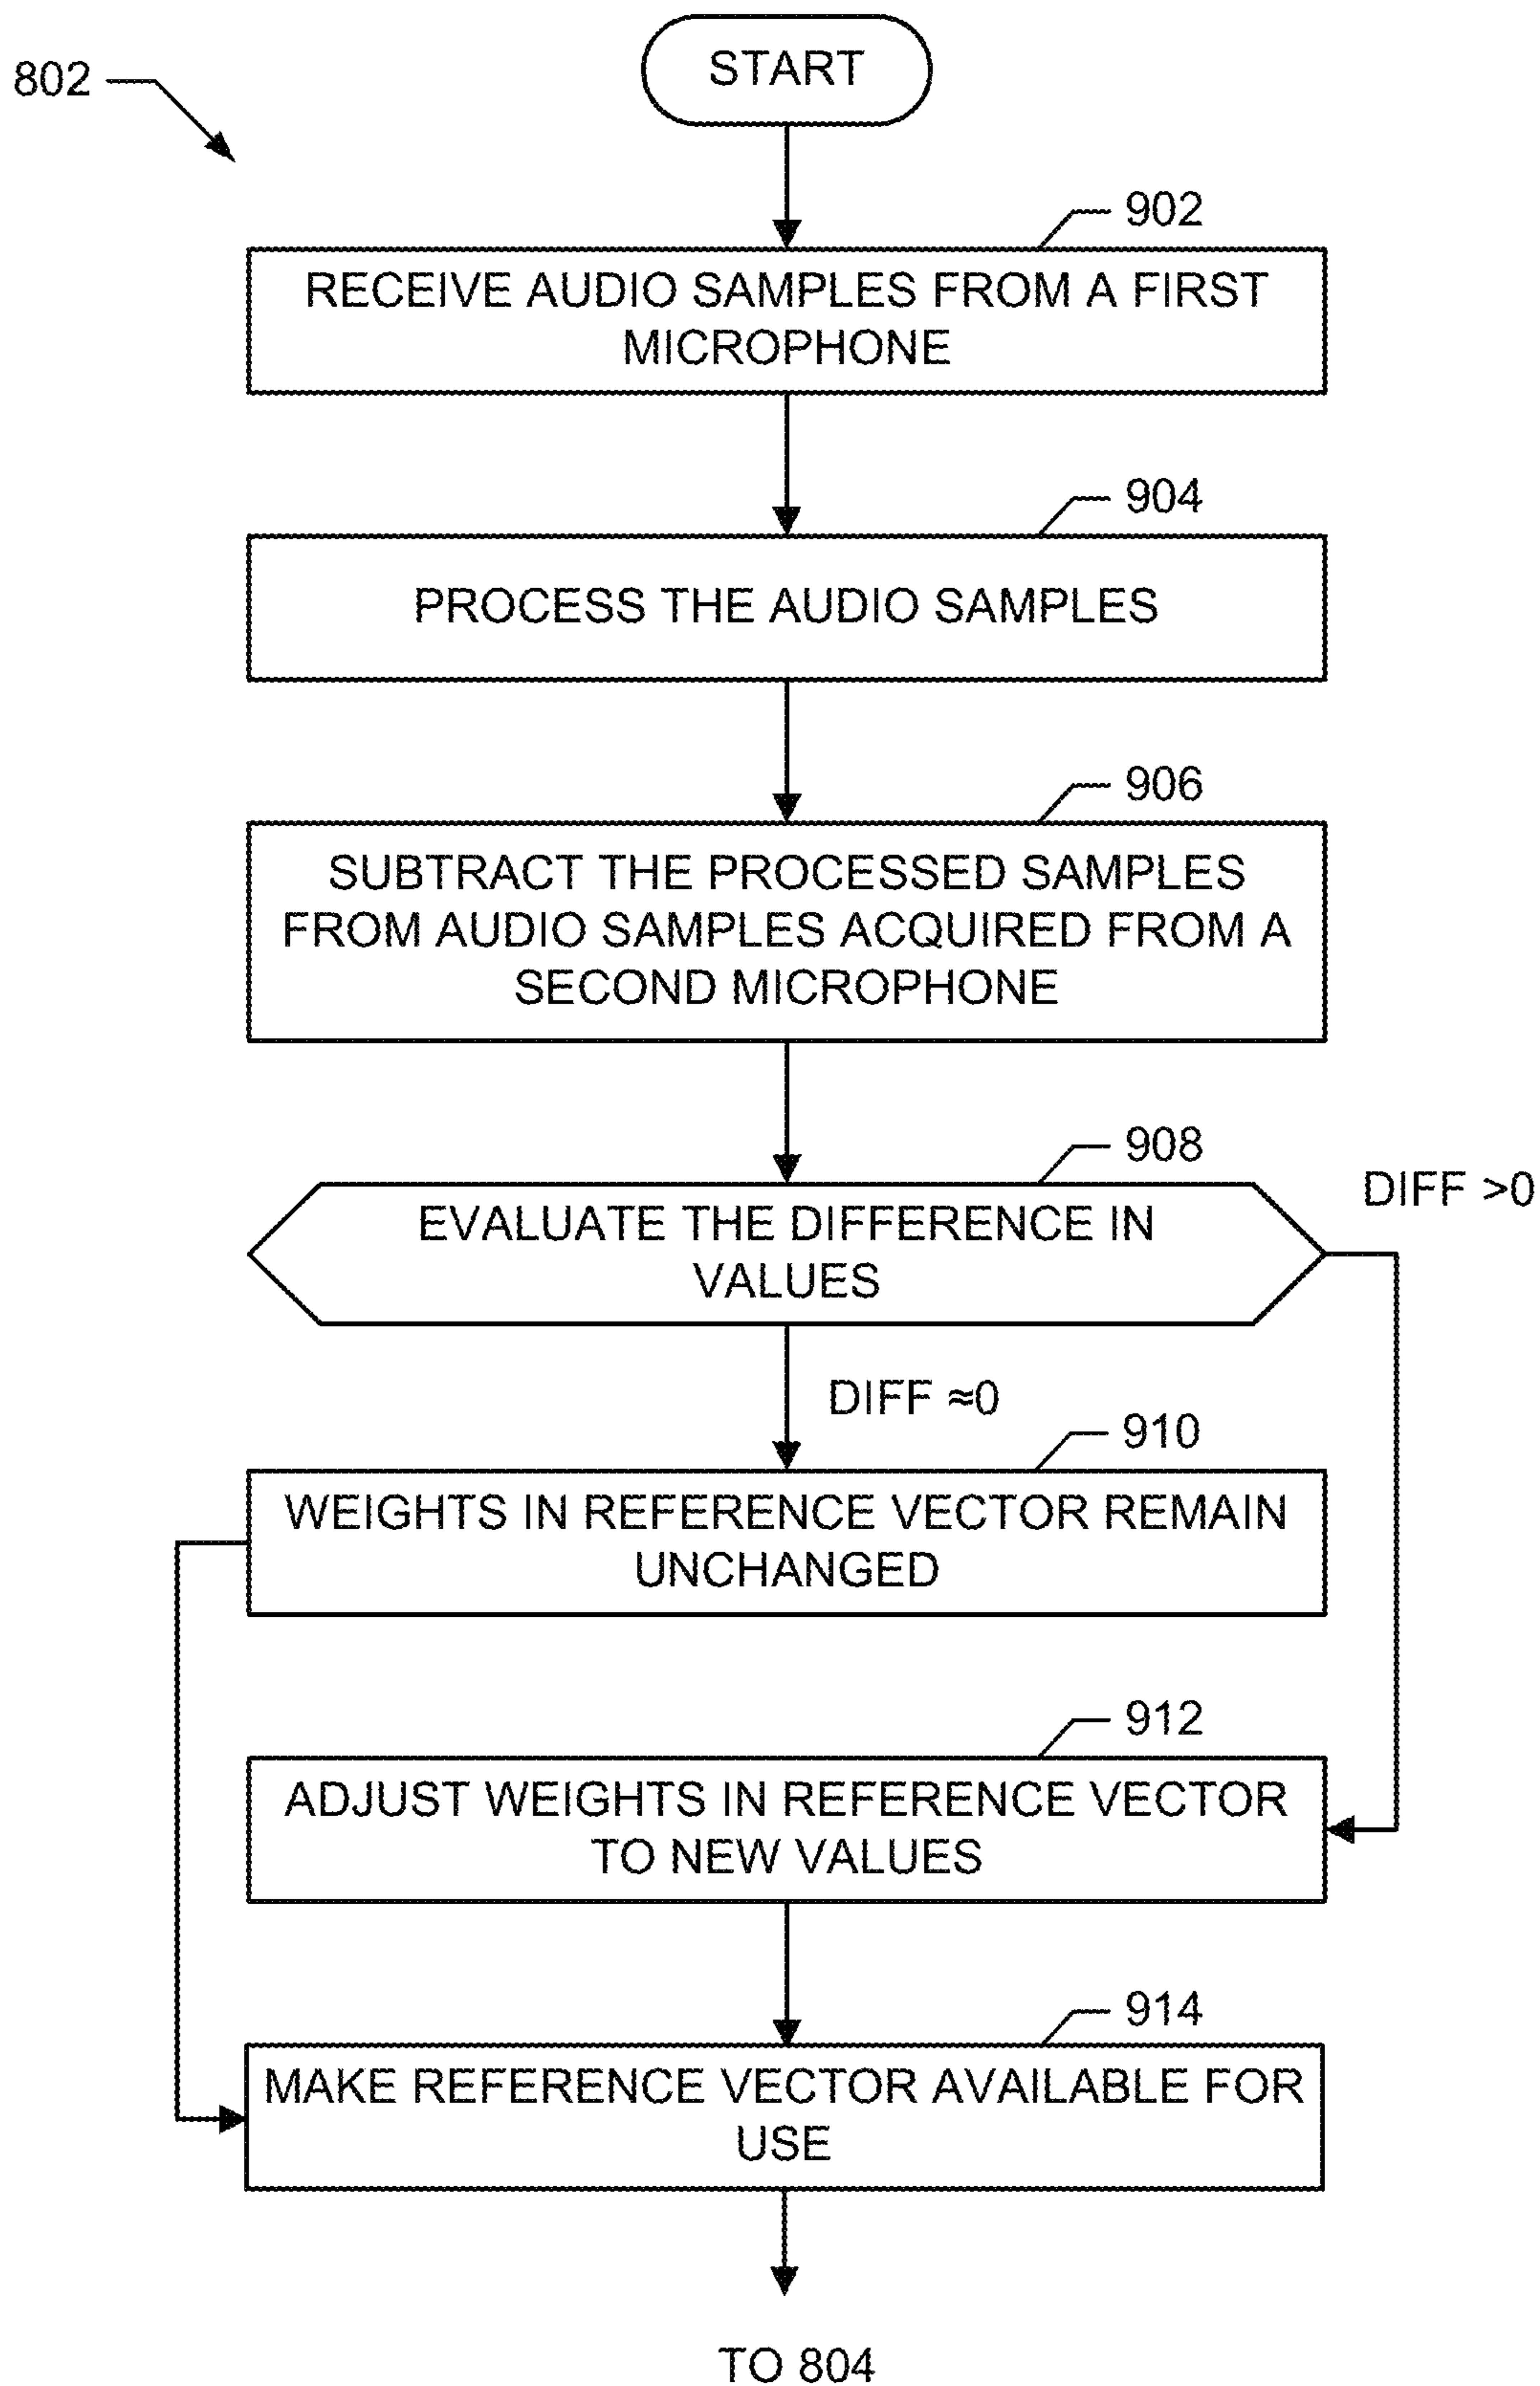 START
802
902
RECEIVE AUDIO SAMPLES FROM A FIRST
MICROPHONE
904
PROCESS THE AUDIO SAMPLES
906
SUBTRACT THE PROCESSED SAMPLES
FROM AUDIO SAMPLES ACQUIRED FROM A
SECOND MICROPHONE
908
DIFF >0
EVALUATE THE DIFFERENCE IN
VALUES
DIFF ≈0
910
WEIGHTS IN REFERENCE VECTOR REMAIN
UNCHANGED
912
ADJUST WEIGHTS IN REFERENCE VECTOR
TO NEW VALUES
914
MAKE REFERENCE VECTOR AVAILABLE FOR
USE
TO 804